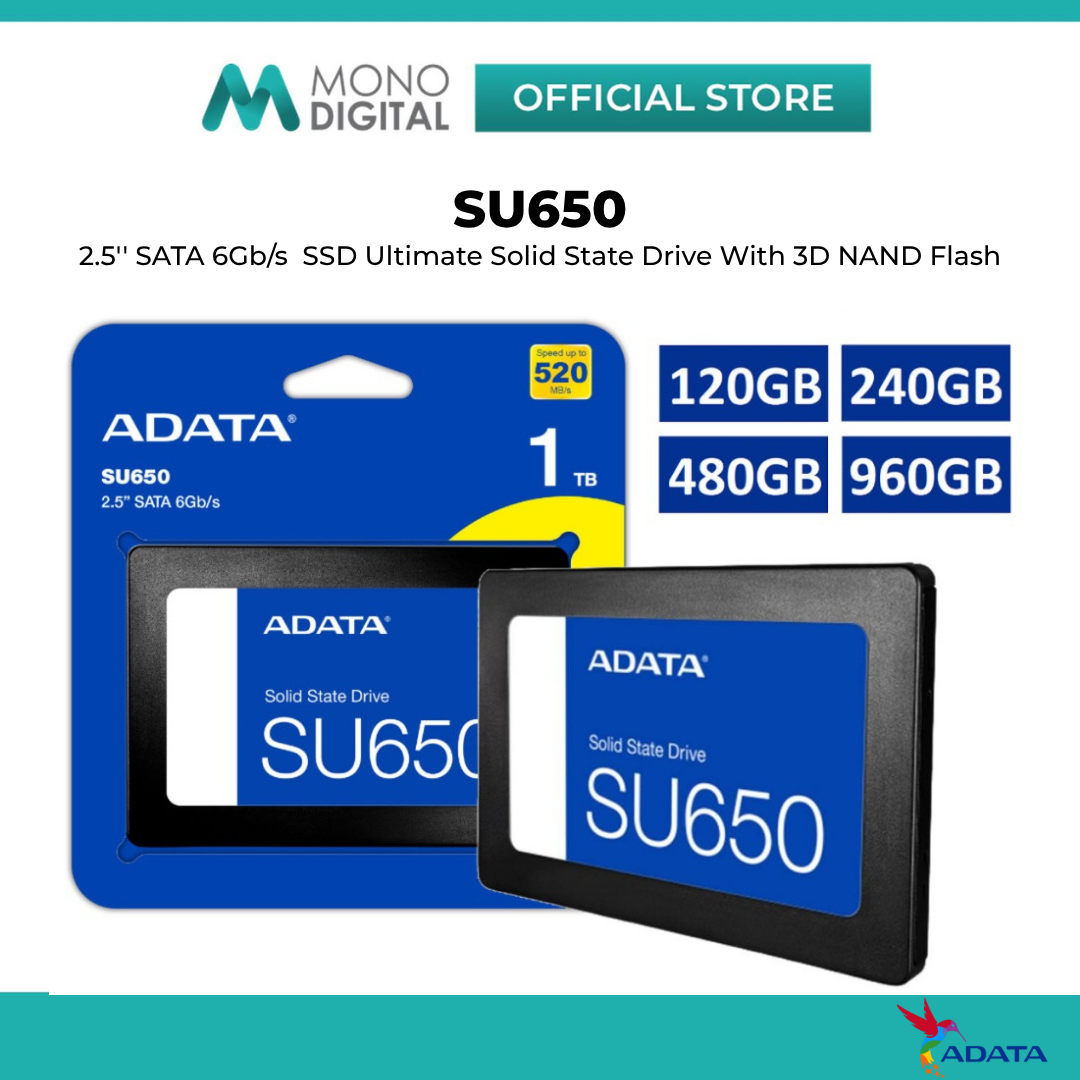 MONO
DIGITAL
OFFICIAL STORE
SU650
2.5'' SATA 6Gb/s  SSD Ultimate Solid State Drive With 3D NAND Flash
Speed up to
520
MB/s
ADATA®
1 TB
SU650
2.5” SATA 6Gb/s
120GB
240GB
480GB
960GB
ADATA®
Solid State Drive
SU650
ADATA®
Solid State Drive
SU650
ADATA